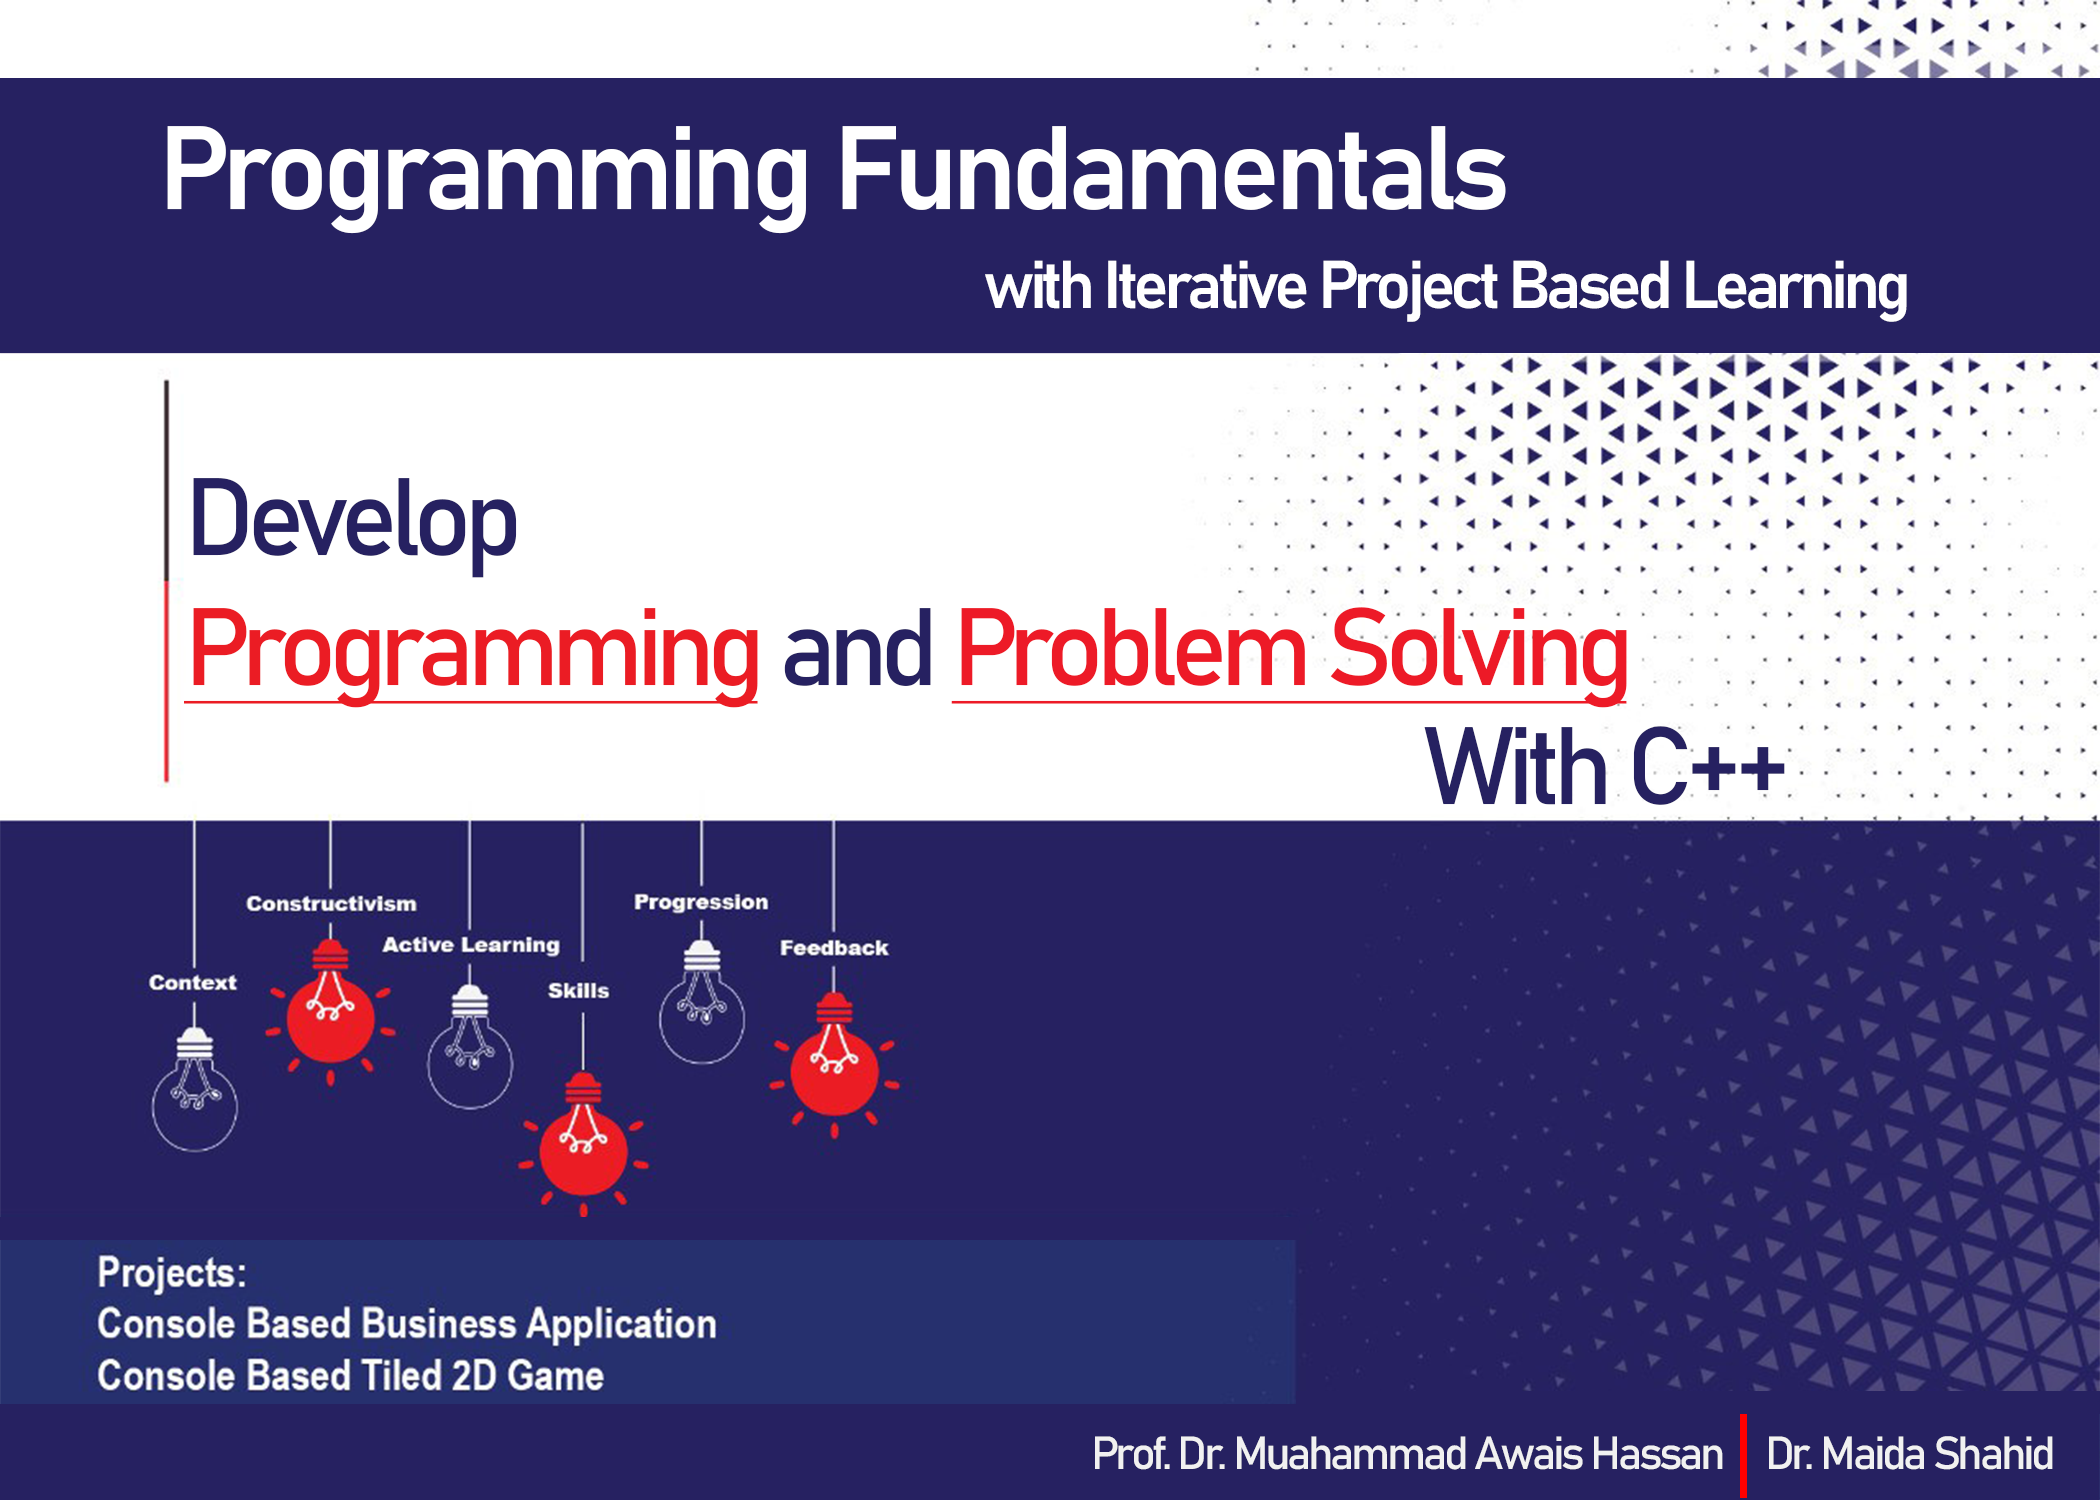 Programming Fundamentals
with Iterative Project Based Learning
Develop
Programming and Problem Solving
With C++
Context
Constructivism
Active Learning
Skills
Progression
Feedback
Projects:
Console Based Business Application
Console Based Tiled 2D Game
Prof. Dr. Muahammad Awais Hassan | Dr. Maida Shahid